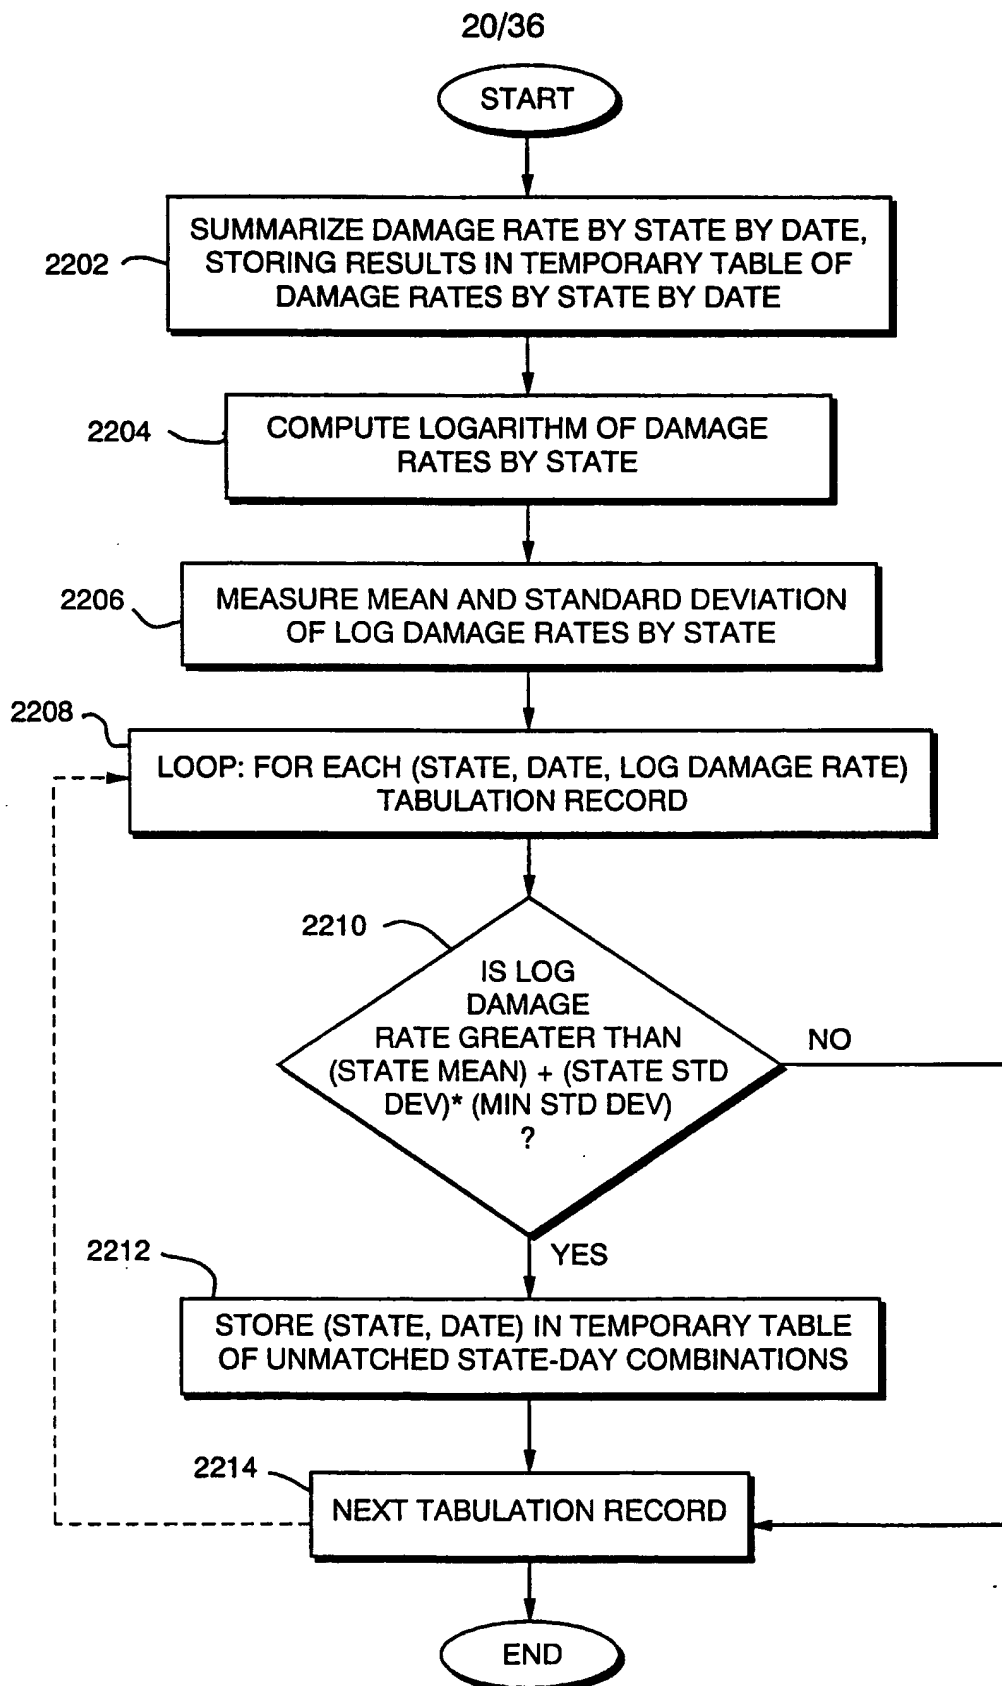 20/36
START
2202
SUMMARIZE DAMAGE RATE BY STATE BY DATE,
STORING RESULTS IN TEMPORARY TABLE OF
DAMAGE RATES BY STATE BY DATE
2204
COMPUTE LOGARITHM OF DAMAGE
RATES BY STATE
2206
MEASURE MEAN AND STANDARD DEVIATION
OF LOG DAMAGE RATES BY STATE
2208
LOOP: FOR EACH (STATE, DATE, LOG DAMAGE RATE)
TABULATION RECORD
2210
IS LOG
DAMAGE
RATE GREATER THAN
(STATE MEAN) + (STATE STD
DEV)* (MIN STD DEV)
?
NO
YES
2212
STORE (STATE, DATE) IN TEMPORARY TABLE
OF UNMATCHED STATE-DAY COMBINATIONS
2214
NEXT TABULATION RECORD
END